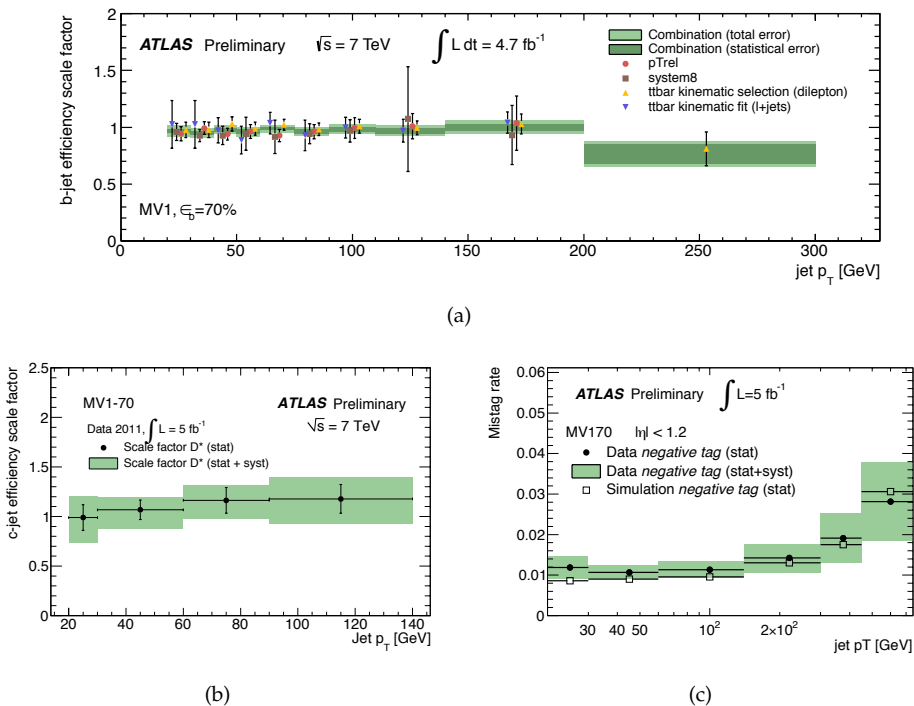 b-jet efficiency scale factor
2
1.5
1
0.5
0
ATLAS Preliminary
√s = 7 TeV
∫ L dt = 4.7 fb⁻¹
Combination (total error)
Combination (statistical error)
pTrel
system8
ttbar kinematic selection (dilepton)
ttbar kinematic fit (l+jets)
MV1, ∈b=70%
0 50 100 150 200 250 300
jet pT [GeV]
(a)
c-jet efficiency scale factor
2.5
2
1.5
1
0.5
0
MV1-70
ATLAS Preliminary
√s = 7 TeV
Data 2011, ∫ L = 5 fb⁻¹
Scale factor D* (stat)
Scale factor D* (stat + syst)
20 40 60 80 100 120 140
Jet pT [GeV]
(b)
Mistag rate
0.06
0.05
0.04
0.03
0.02
0.01
0
ATLAS Preliminary
∫ L=5 fb⁻¹
MV170 |η| < 1.2
Data negative tag (stat)
Data negative tag (stat+syst)
Simulation negative tag (stat)
30 40 50 10² 2×10²
jet pT [GeV]
(c)